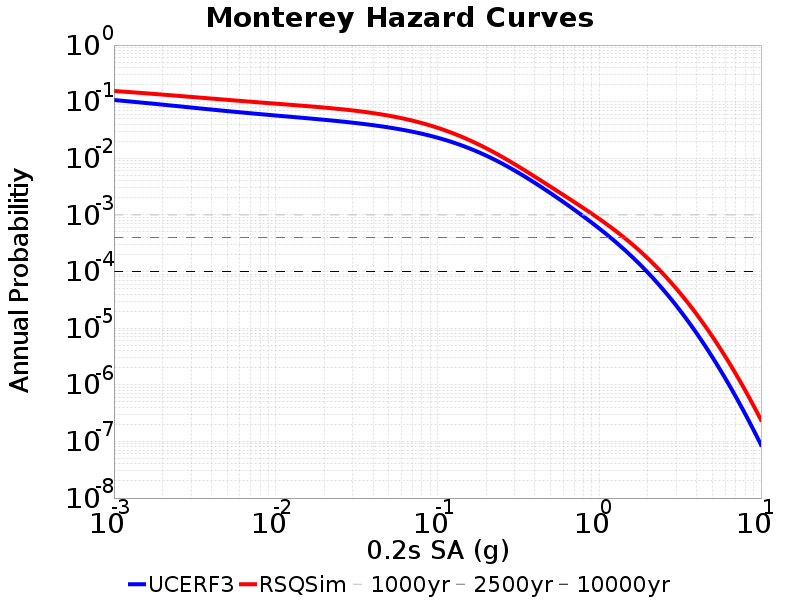 Monterey Hazard Curves
10^0
10^-1
10^-2
10^-3
10^-4
10^-5
10^-6
10^-7
10^-8
Annual Probabilitiy
10^-3 10^-2 10^-1 10^0 10^1
0.2s SA (g)
UCERF3 RSQSim 1000yr 2500yr 10000yr